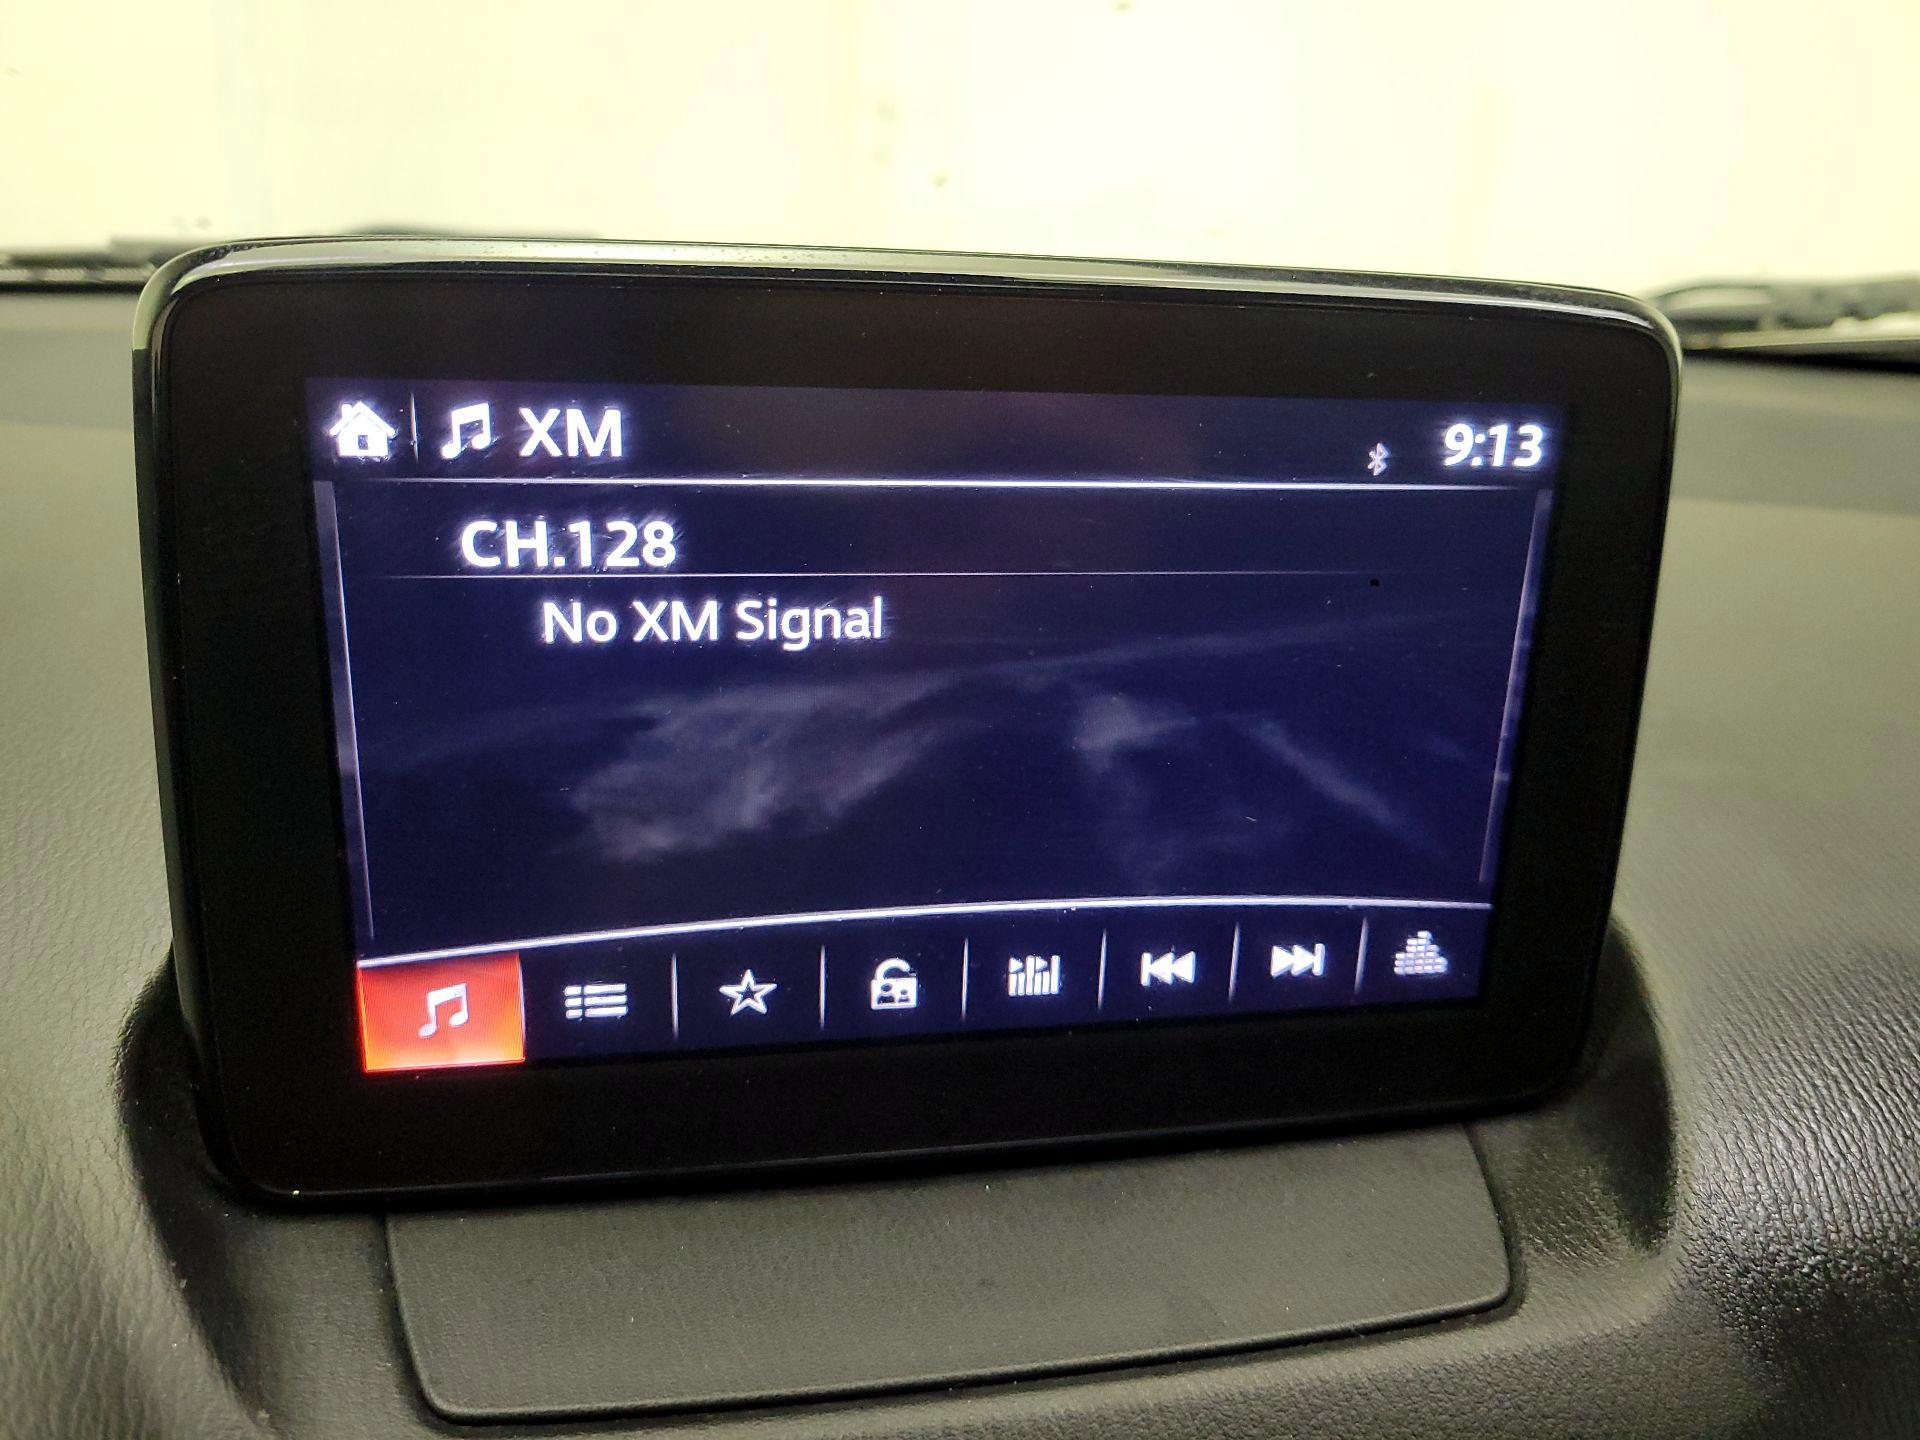 XM
9:13
CH.128
No XM Signal